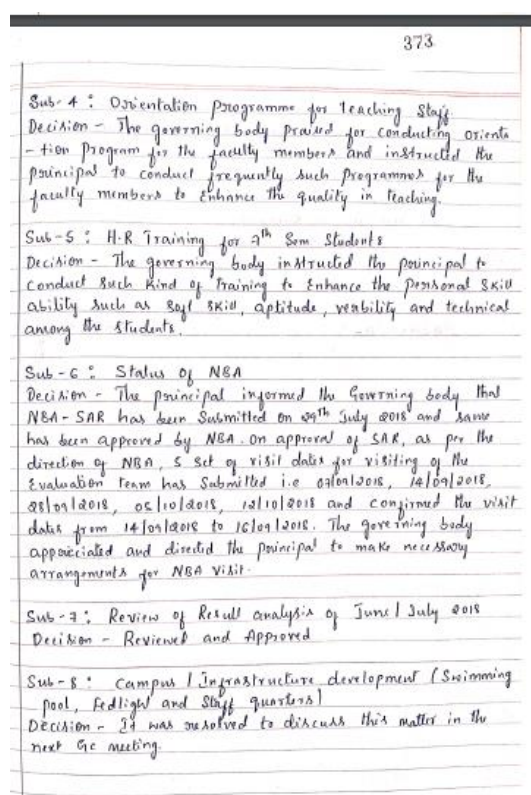 373
Sub-4 : Orientation programme for teaching Staff
Decision - The governing body praised for conducting orienta
-tion program for the faculty members and instructed the
principal to conduct frequently such Programmes for the
faculty members to Enhance the quality in teaching.
Sub-5 : H.R Training for 7th Sem Students
Decision - The governing body instructed the principal to
conduct such kind of Training to Enhance the Personal Skill
ability such as Soft Skill, aptitude, verbility and technical
among the students.
Sub-6 : Status of NBA
Decision - The principal informed the Governing body that
NBA-SAR has been Submitted on 29th July 2018 and same
has been approved by NBA. On approval of SAR, as per the
direction of NBA, 5 Set of visit dates for visiting of the
Evaluation team has Submitted i.e 07/09/2018, 14/09/2018,
28/09/2018, 05/10/2018, 12/10/2018 and confirmed the visit
dates from 14/09/2018 to 16/09/2018. The governing body
appriciated and directed the principal to make necessary
arrangements for NBA visit.
Sub-7 : Review of Result analysis of June/July 2018
Decision - Reviewed and Approved
Sub-8 : Campus / Infrastructure development (Swimming
pool, Fedlight and Staff quarters)
Decision - It was resolved to discuss this matter in the
next Gc meeting.